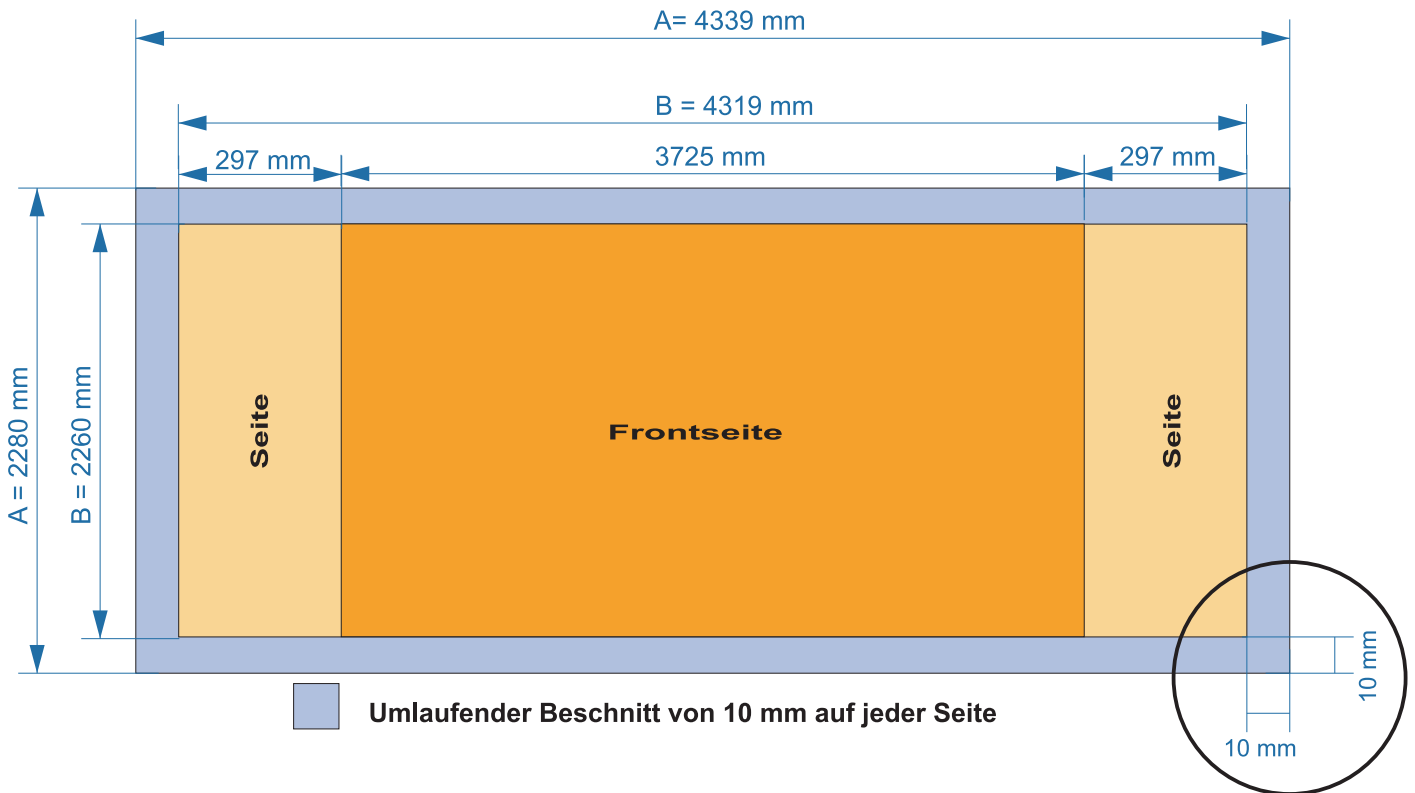 A= 4339 mm
B = 4319 mm
297 mm
3725 mm
297 mm
A = 2280 mm
B = 2260 mm
Seite
Frontseite
Seite
10 mm
10 mm
Umlaufender Beschnitt von 10 mm auf jeder Seite